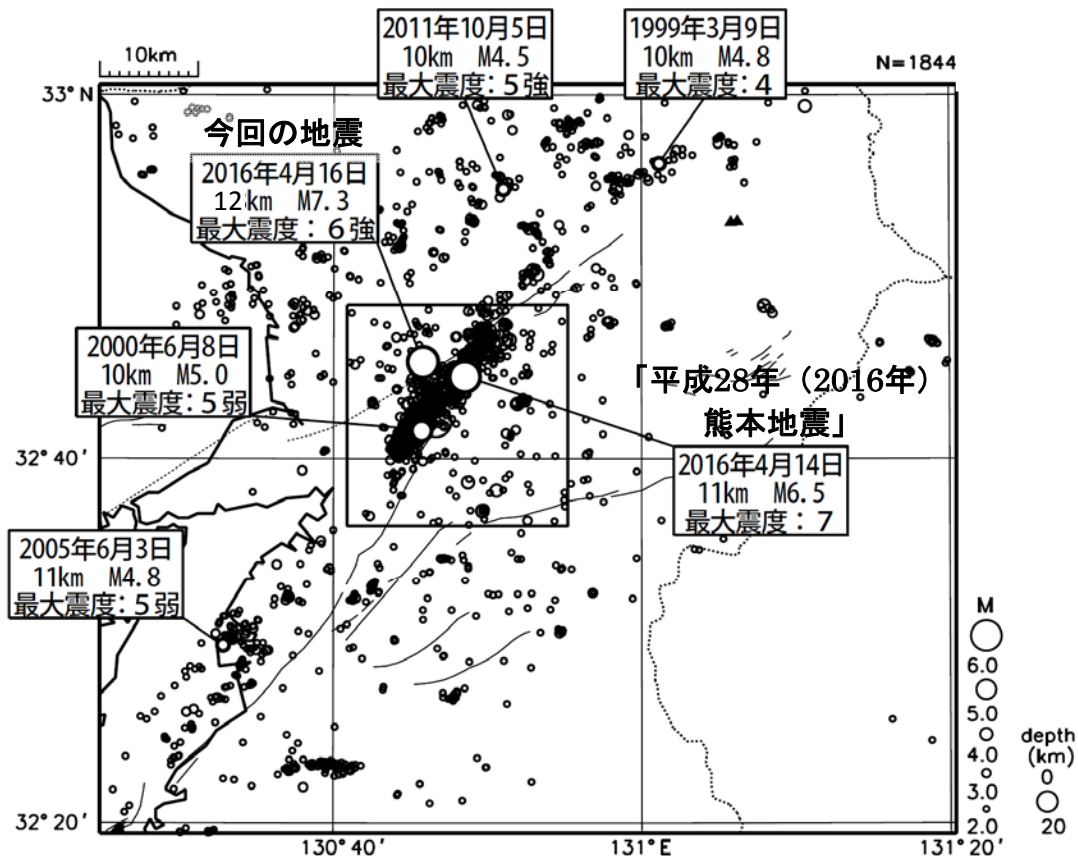 10km
2011年10月5日
10km M4.5
最大震度：5強
1999年3月9日
10km M4.8
最大震度：4
N=1844
33° N
今回の地震
2016年4月16日
12km M7.3
最大震度：6強
2000年6月8日
10km M5.0
最大震度：5弱
「平成28年（2016年）
熊本地震」
32° 40'
2016年4月14日
11km M6.5
最大震度：7
2005年6月3日
11km M4.8
最大震度：5弱
M
6.0
5.0
4.0
3.0
2.0
depth
(km)
0
20
32° 20'
130° 40'
131° E
131° 20'